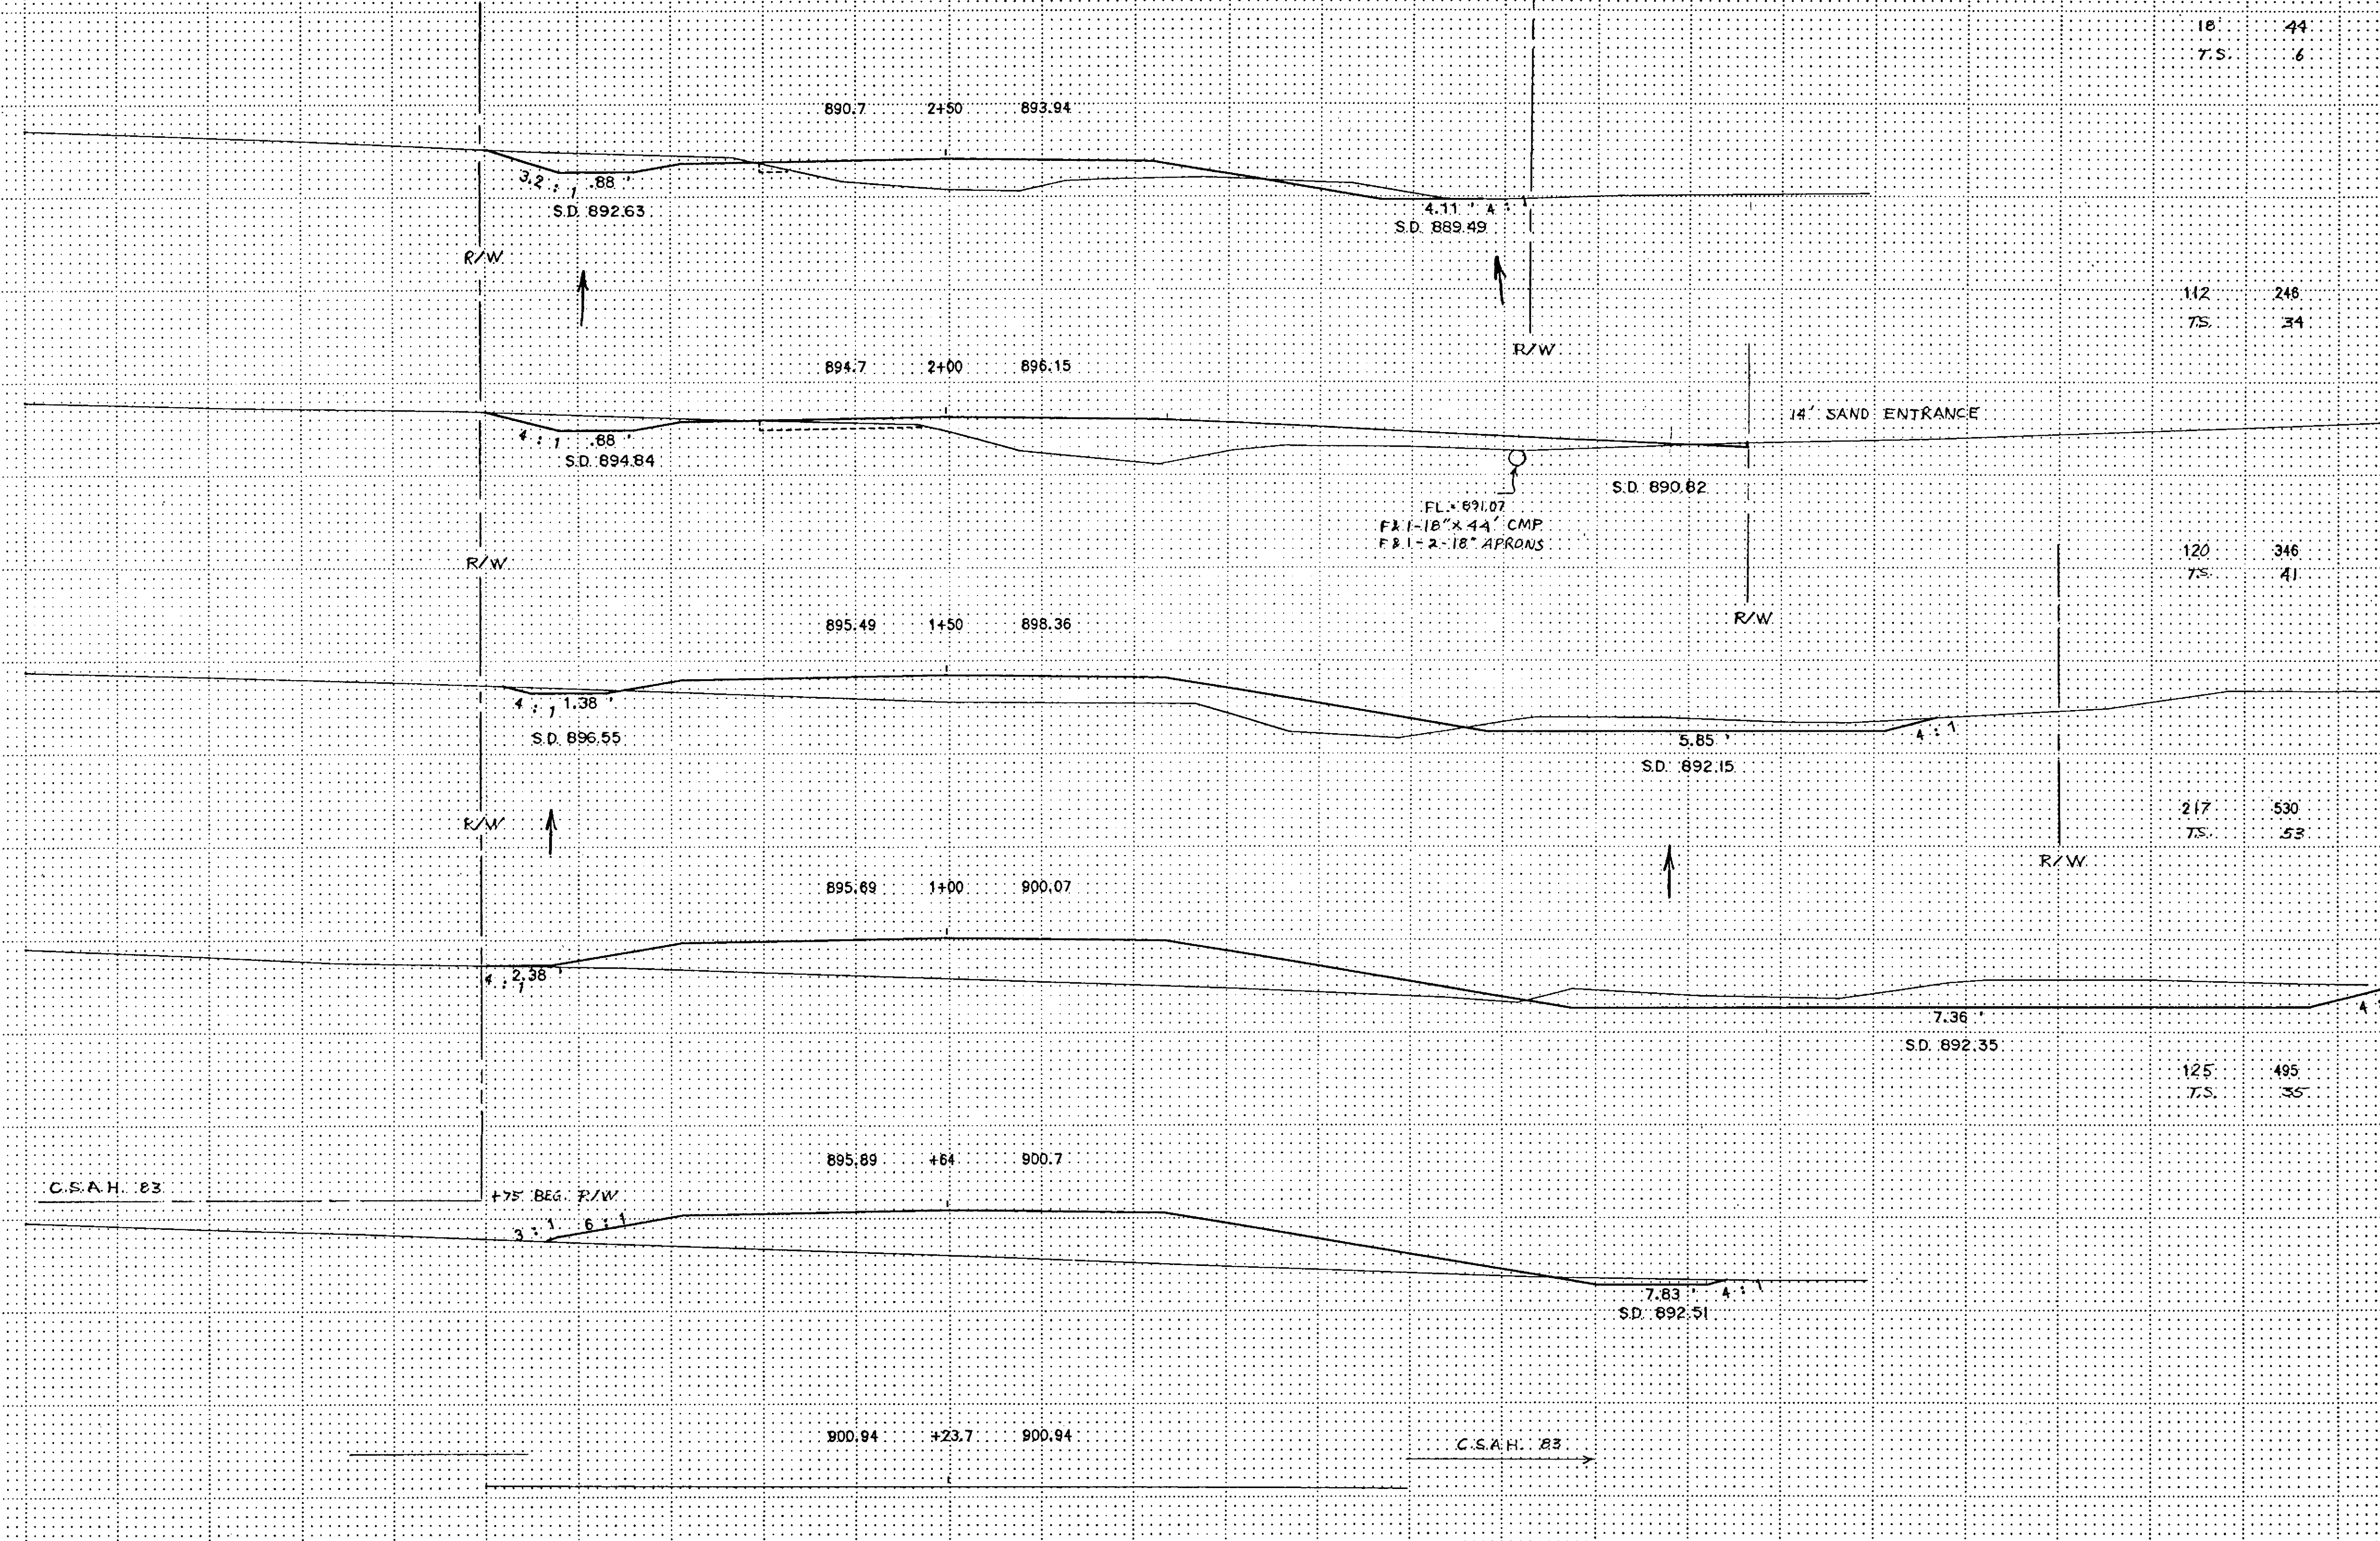 18 44
T.S. 6
890.7 2+50 893.94
3.2 : 1 .88 '
S.D. 892.63
4.11 ' 4 : 1
S.D. 889.49
R/W
112 246
T.S. 34
R/W
894.7 2+00 896.15
14' SAND ENTRANCE
4 : 1 .88 '
S.D. 894.84
S.D. 890.82
FL. = 891.07
F & I - 18" X 44' CMP
F & I - 2 - 18" APRONS
120 346
T.S. 41
R/W
R/W
895.49 1+50 898.36
4 : 1 1.38 '
S.D. 896.55
5.85 ' 4 : 1
S.D. 892.15
217 530
T.S. 53
R/W
R/W
895.69 1+00 900.07
4 : 1 2.38 '
7.36 ' 4
S.D. 892.35
125 495
T.S. 35
895.89 +64 900.7
C.S.A.H. 83
+75 BEG. R/W
3 : 1 6 : 1
7.83 ' 4 : 1
S.D. 892.51
900.94 +23.7 900.94
C.S.A.H. 83